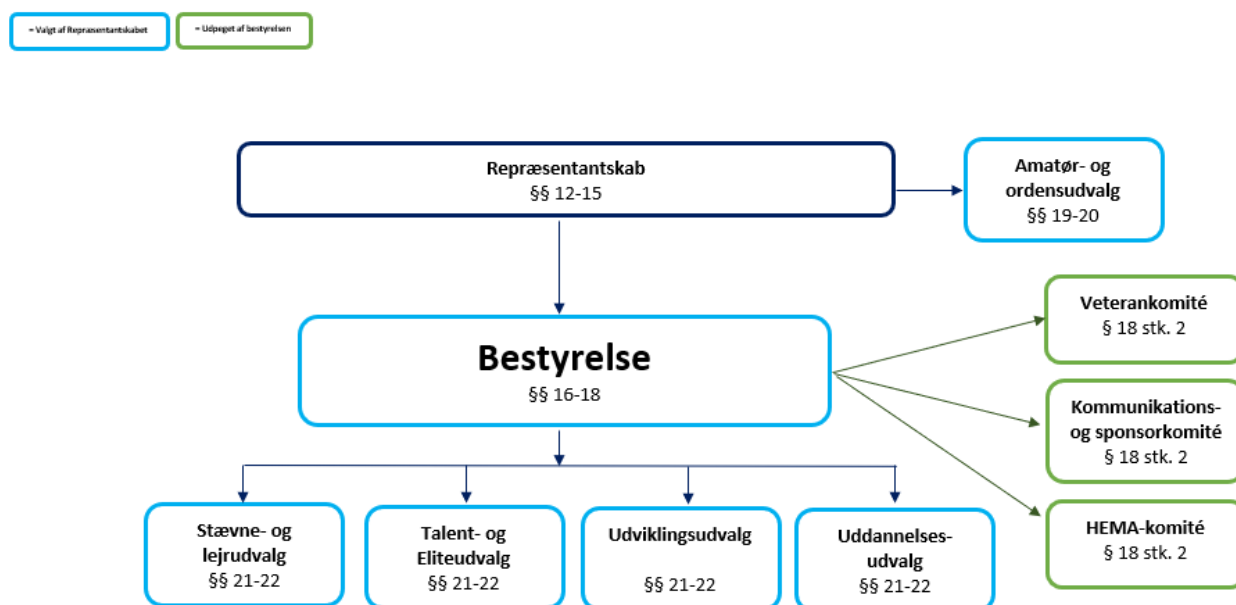 = Valgt af Repræsentantskabet
= Udpeget af bestyrelsen
Repræsentskab
§§ 12-15
Amatør- og
ordensudvalg
§§ 19-20
Bestyrelse
§§ 16-18
Veterankomité
§ 18 stk. 2
Kommunikations-
og sponsorkomité
§ 18 stk. 2
HEMA-komité
§ 18 stk. 2
Stævne- og
lejrudvalg
§§ 21-22
Talent- og
Eliteudvalg
§§ 21-22
Udviklingsudvalg
§§ 21-22
Uddannelses-
udvalg
§§ 21-22